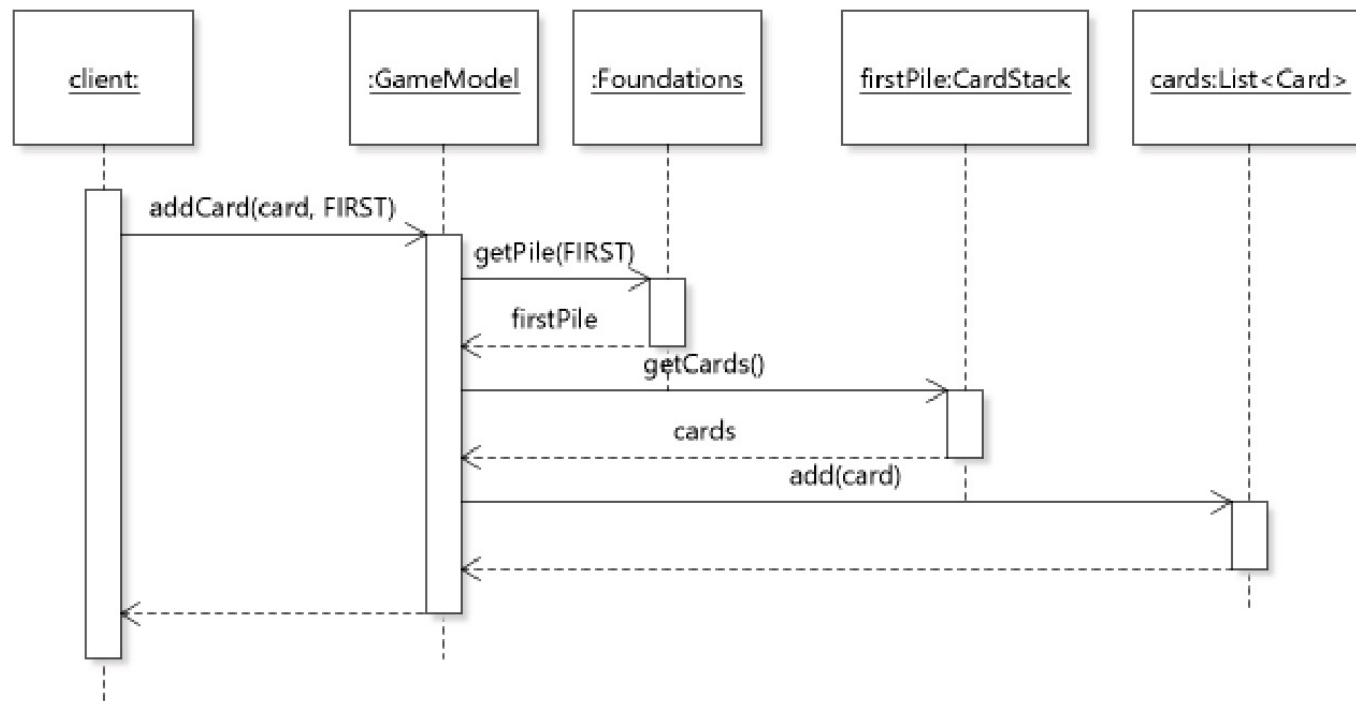 client:
:GameModel
:Foundations
firstPile:CardStack
cards:List<Card>
addCard(card, FIRST)
getPile(FIRST)
firstPile
getCards()
cards
add(card)